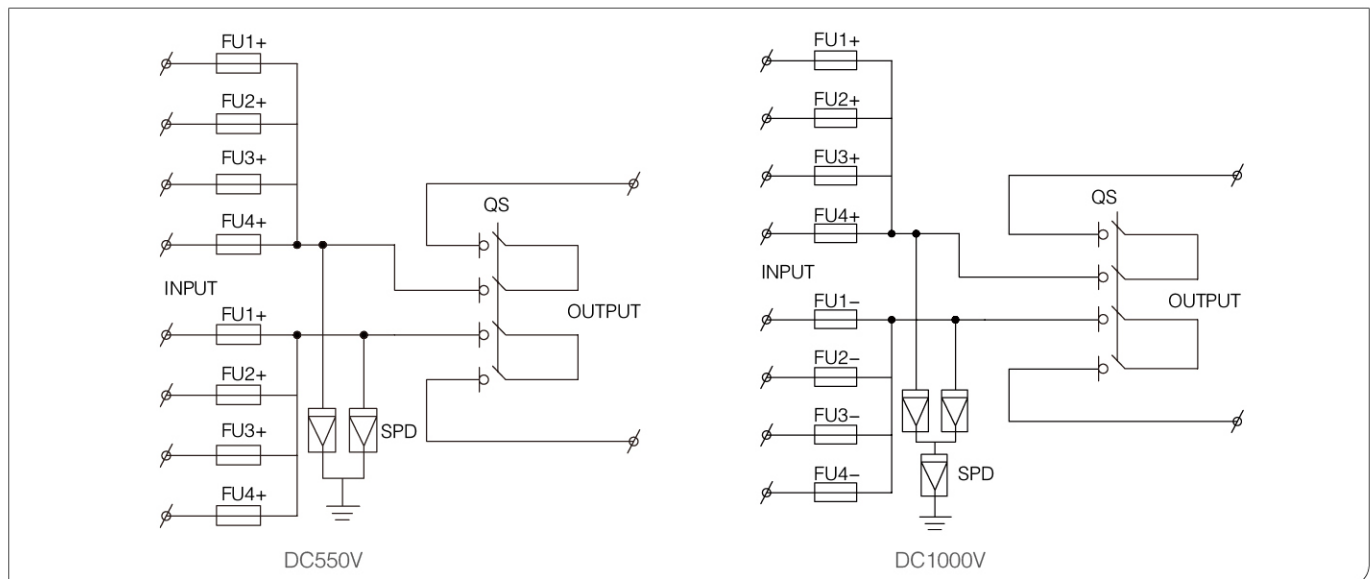 FU1+
FU2+
FU3+
FU4+
INPUT
FU1+
FU2+
FU3+
FU4+
QS
OUTPUT
SPD
DC550V
FU1+
FU2+
FU3+
FU4+
INPUT
FU1−
FU2−
FU3−
FU4−
QS
OUTPUT
SPD
DC1000V